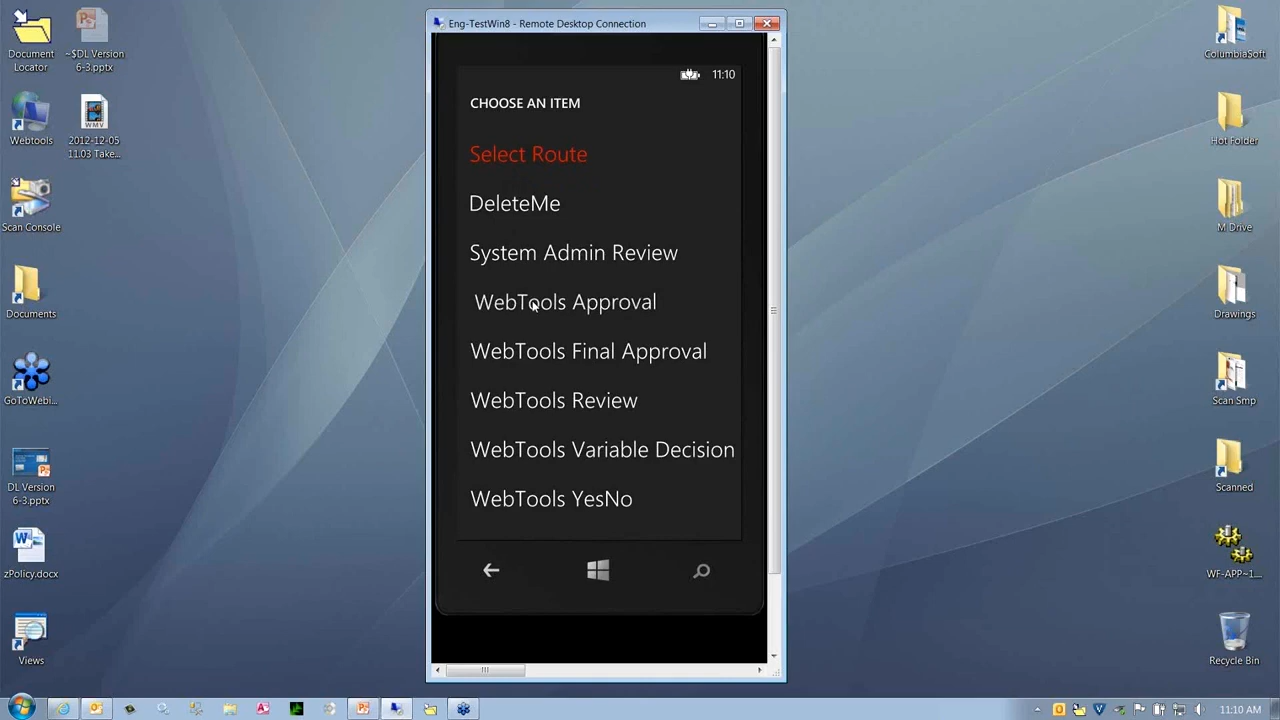 Document
Locator
~$DL Version
6-3.pptx
Webtools
WMV
2012-12-05
11.03 Take...
Scan Console
Documents
GoToWebi...
DL Version
6-3.pptx
zPolicy.docx
Views
Eng-TestWin8 - Remote Desktop Connection
11:10
CHOOSE AN ITEM
Select Route
DeleteMe
System Admin Review
WebTools Approval
WebTools Final Approval
WebTools Review
WebTools Variable Decision
WebTools YesNo
ColumbiaSoft
Hot Folder
M Drive
Drawings
Scan Smp
Scanned
WF-APP~1....
Recycle Bin
11:10 AM